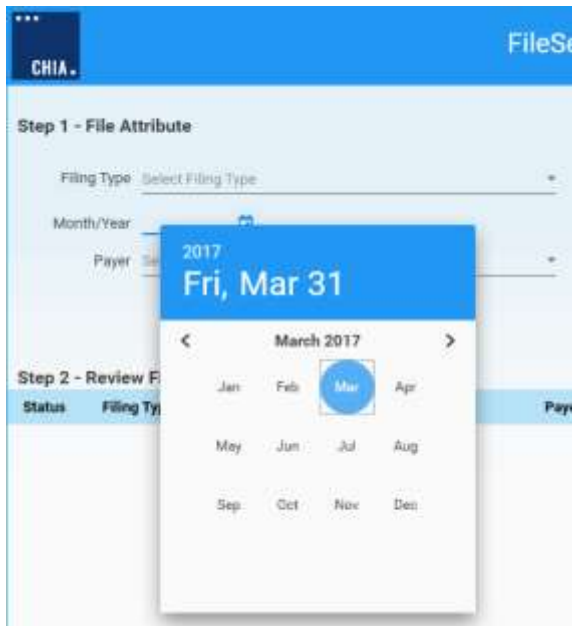 CHIA.
FileSe
Step 1 - File Attribute
Filing Type Select Filing Type
Month/Year
Payer
2017
Fri, Mar 31
March 2017
Jan Feb Mar Apr
May Jun Jul Aug
Sep Oct Nov Dec
Step 2 - Review F
Status Filing Ty Paye